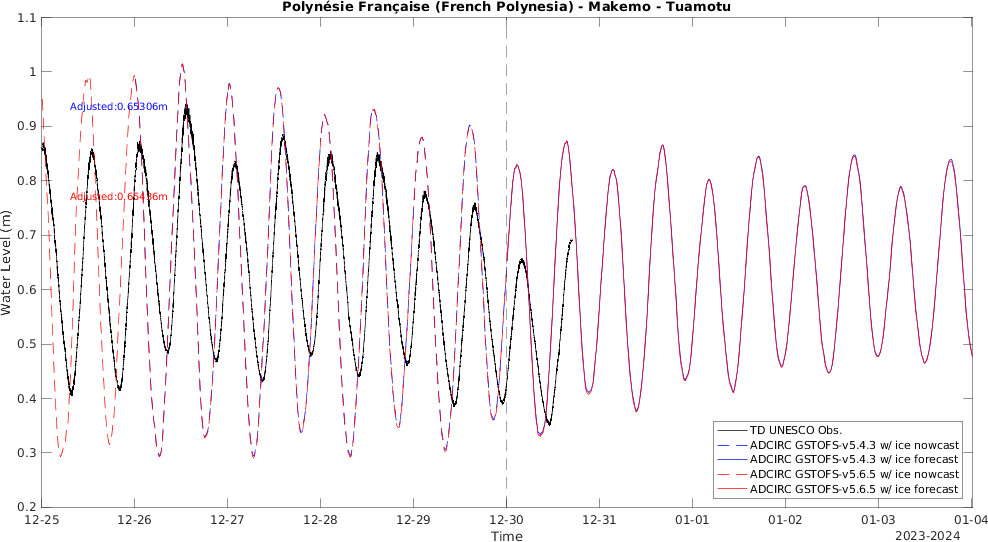 Polynésie Française (French Polynesia) - Makemo - Tuamotu
1.1
1
0.9
0.8
0.7
0.6
0.5
0.4
0.3
0.2
Water Level (m)
Adjusted:0.65306m
Adjusted:0.65436m
TD UNESCO Obs.
ADCIRC GSTOFS-v5.4.3 w/ ice nowcast
ADCIRC GSTOFS-v5.4.3 w/ ice forecast
ADCIRC GSTOFS-v5.6.5 w/ ice nowcast
ADCIRC GSTOFS-v5.6.5 w/ ice forecast
12-25 12-26 12-27 12-28 12-29 12-30 12-31 01-01 01-02 01-03 01-04
Time
2023-2024